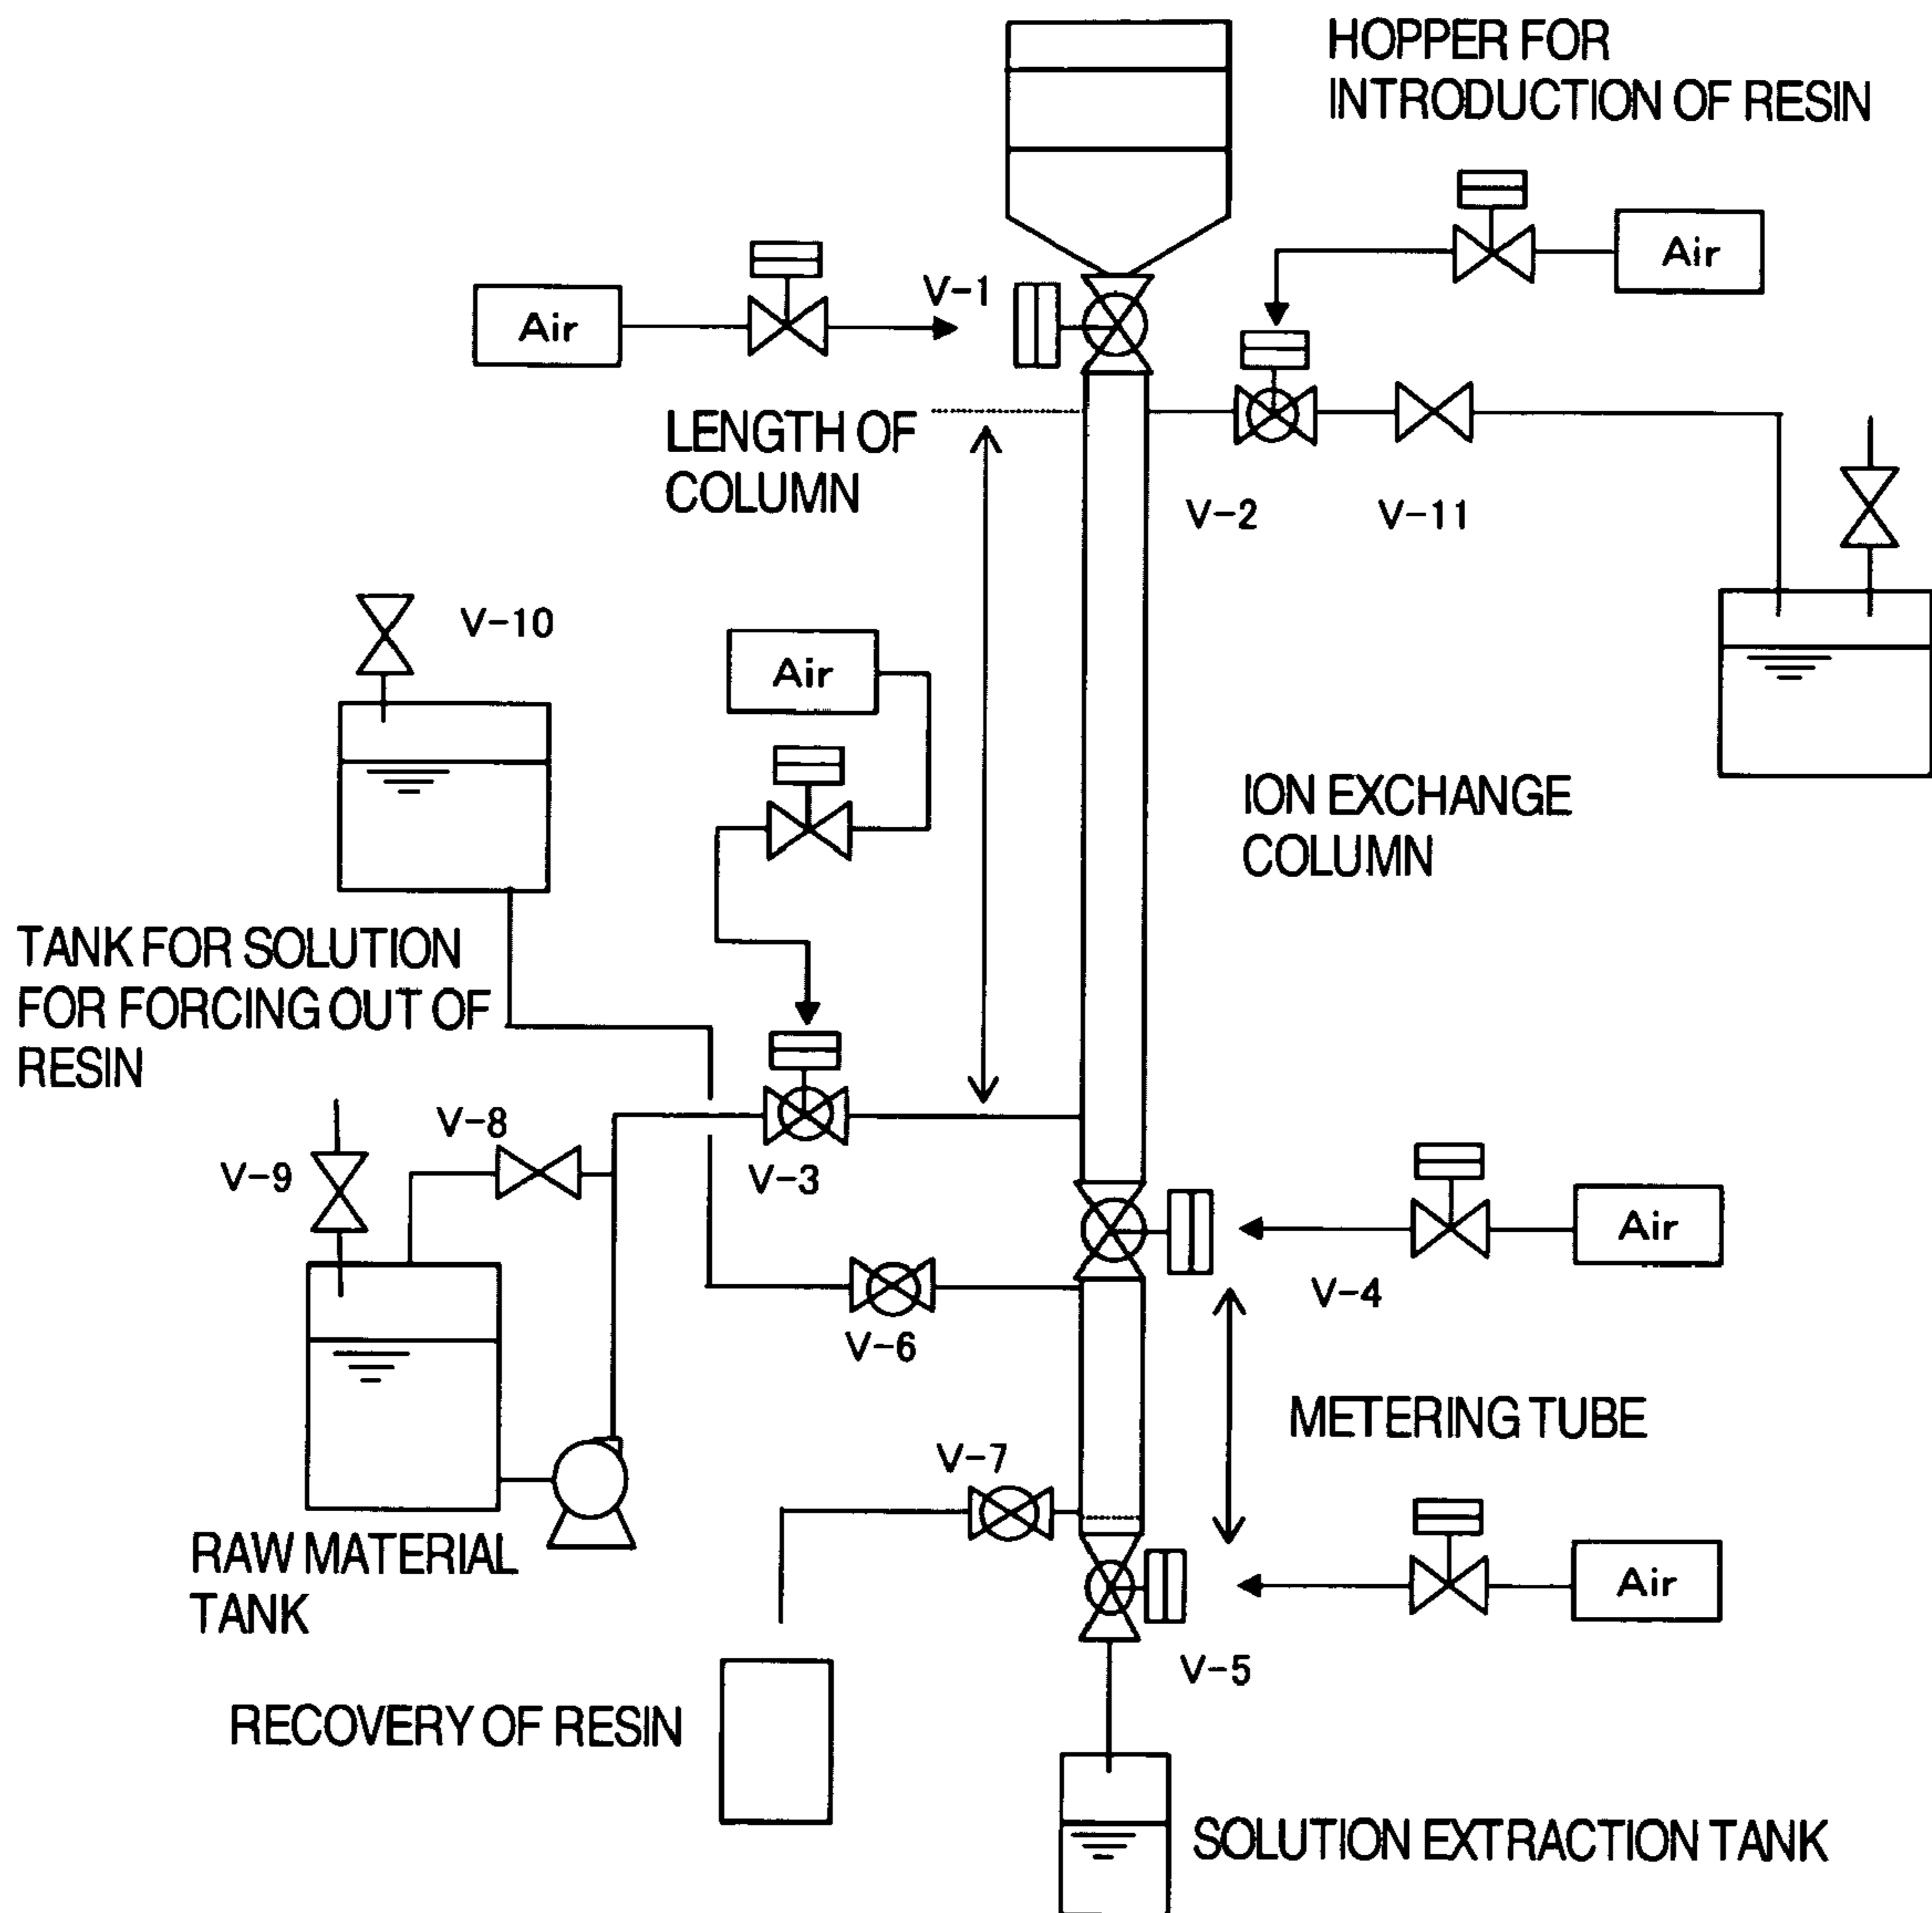 HOPPER FOR
INTRODUCTION OF RESIN
Air
Air
V-1
LENGTH OF
COLUMN
V-2
V-11
V-10
Air
ION EXCHANGE
COLUMN
TANK FOR SOLUTION
FOR FORCING OUT OF
RESIN
V-8
V-9
V-3
Air
V-4
V-6
METERING TUBE
V-7
RAW MATERIAL
TANK
Air
V-5
RECOVERY OF RESIN
SOLUTION EXTRACTION TANK